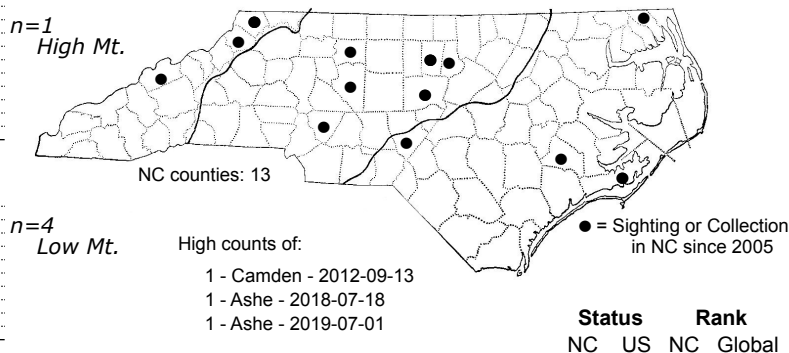 n=1
High Mt.
NC counties: 13
n=4
Low Mt.
High counts of:
1 - Camden - 2012-09-13
1 - Ashe - 2018-07-18
1 - Ashe - 2019-07-01
● = Sighting or Collection
in NC since 2005
Status Rank
NC US NC Global